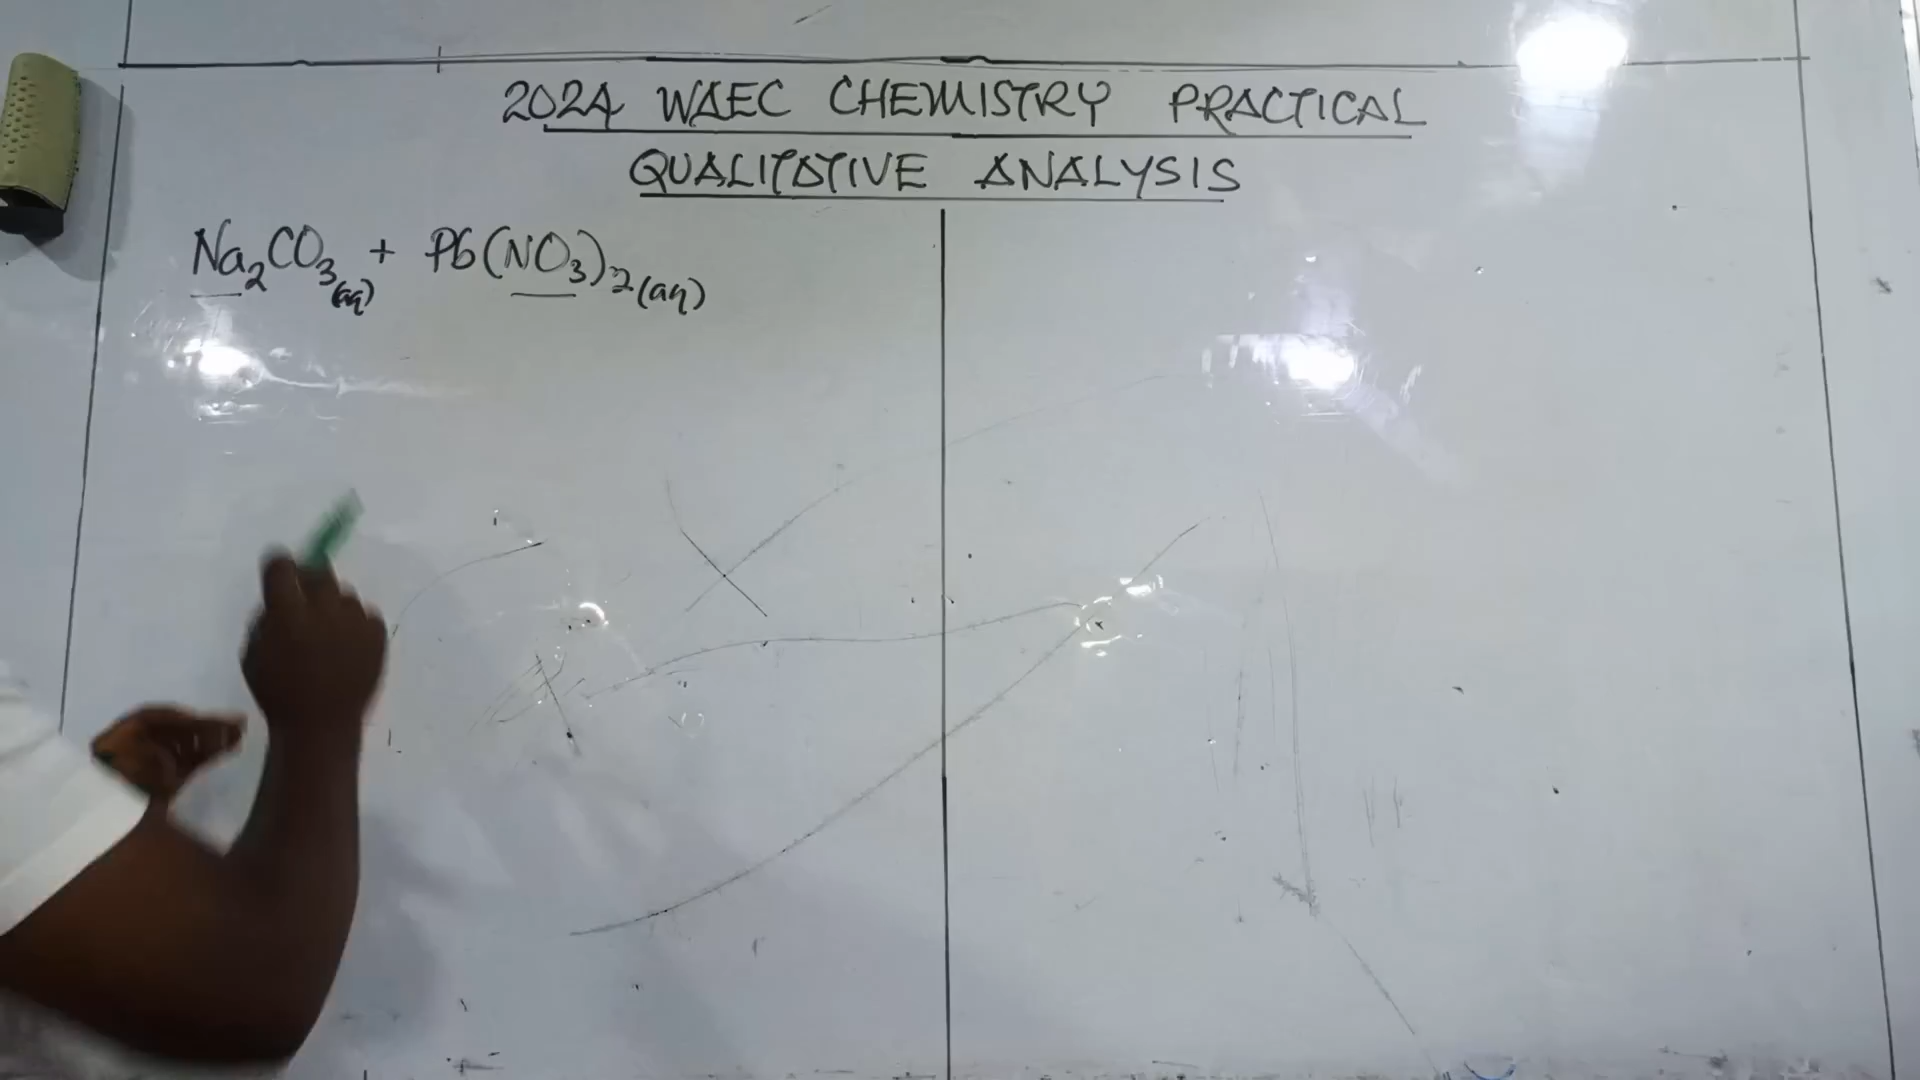 2024 WAEC CHEMISTRY PRACTICAL
QUALITATIVE ANALYSIS
Na₂CO₃(aq) + Pb(NO₃)₂(aq)